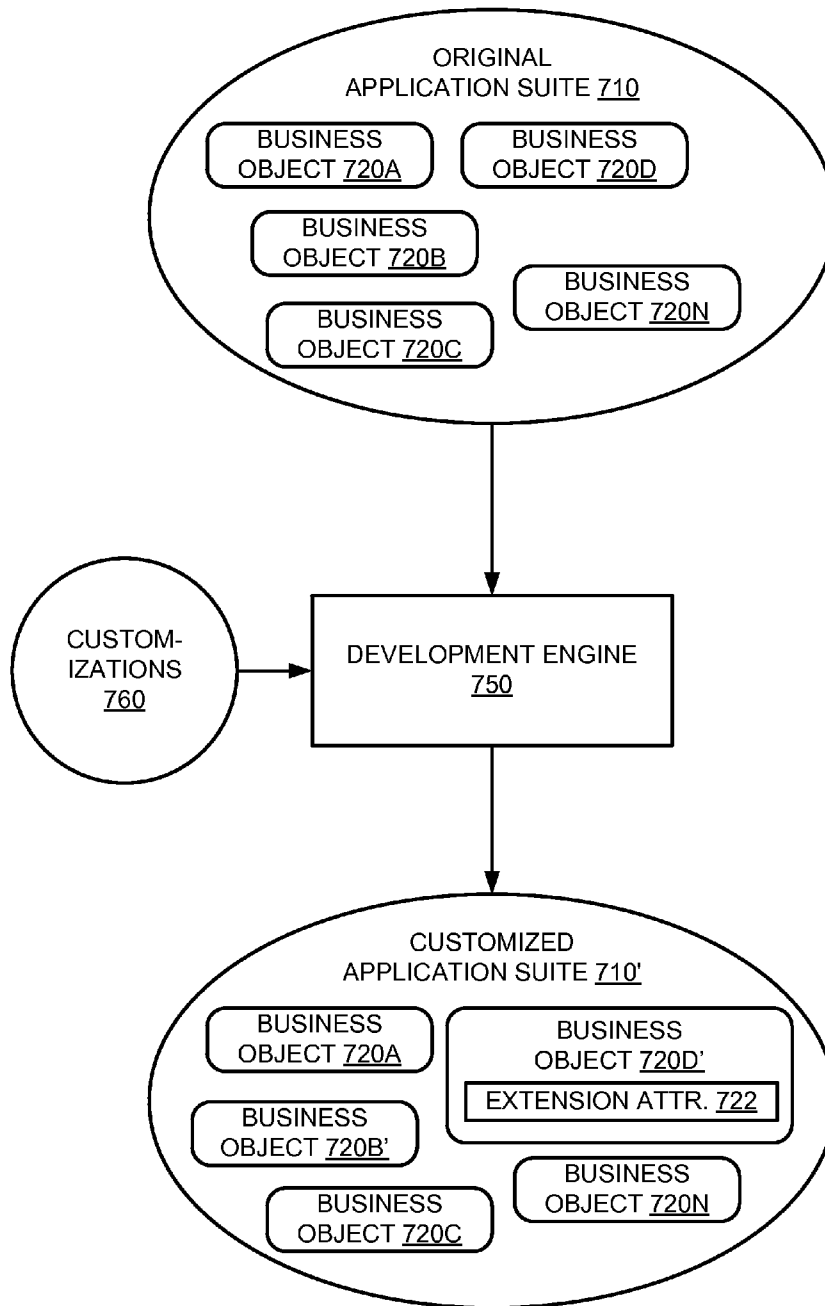 ORIGINAL
APPLICATION SUITE 710
BUSINESS
OBJECT 720A
BUSINESS
OBJECT 720D
BUSINESS
OBJECT 720B
BUSINESS
OBJECT 720N
BUSINESS
OBJECT 720C
CUSTOM-
IZATIONS
760
DEVELOPMENT ENGINE
750
CUSTOMIZED
APPLICATION SUITE 710'
BUSINESS
OBJECT 720A
BUSINESS
OBJECT 720D’
EXTENSION ATTR. 722
BUSINESS
OBJECT 720B’
BUSINESS
OBJECT 720N
BUSINESS
OBJECT 720C